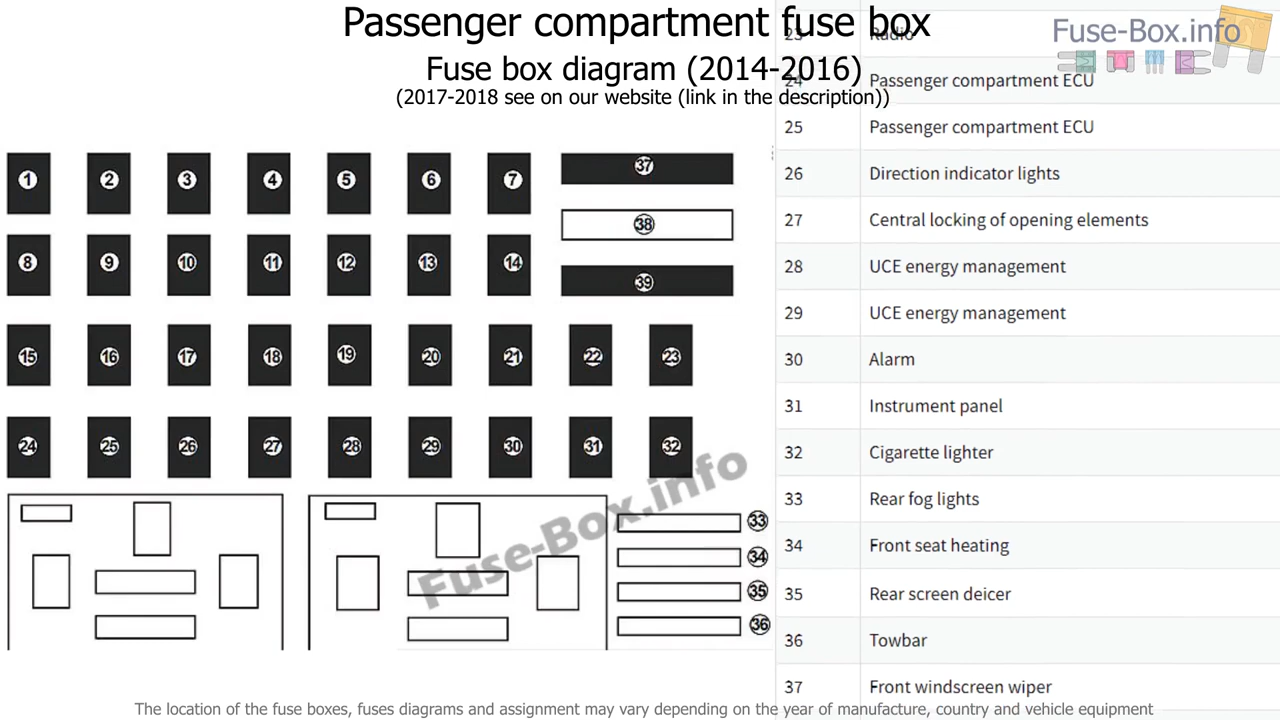 Passenger compartment fuse box
Fuse box diagram (2014-2016)
(2017-2018 see on our website (link in the description))
Fuse-Box.info
1 2 3 4 5 6 7 37
38
8 9 10 11 12 13 14 39
15 16 17 18 19 20 21 22 23
24 25 26 27 28 29 30 31 32
33
34
35
36
Fuse-Box.info
23 Radio
24 Passenger compartment ECU
25 Passenger compartment ECU
26 Direction indicator lights
27 Central locking of opening elements
28 UCE energy management
29 UCE energy management
30 Alarm
31 Instrument panel
32 Cigarette lighter
33 Rear fog lights
34 Front seat heating
35 Rear screen deicer
36 Towbar
37 Front windscreen wiper
The location of the fuse boxes, fuses diagrams and assignment may vary depending on the year of manufacture, country and vehicle equipment